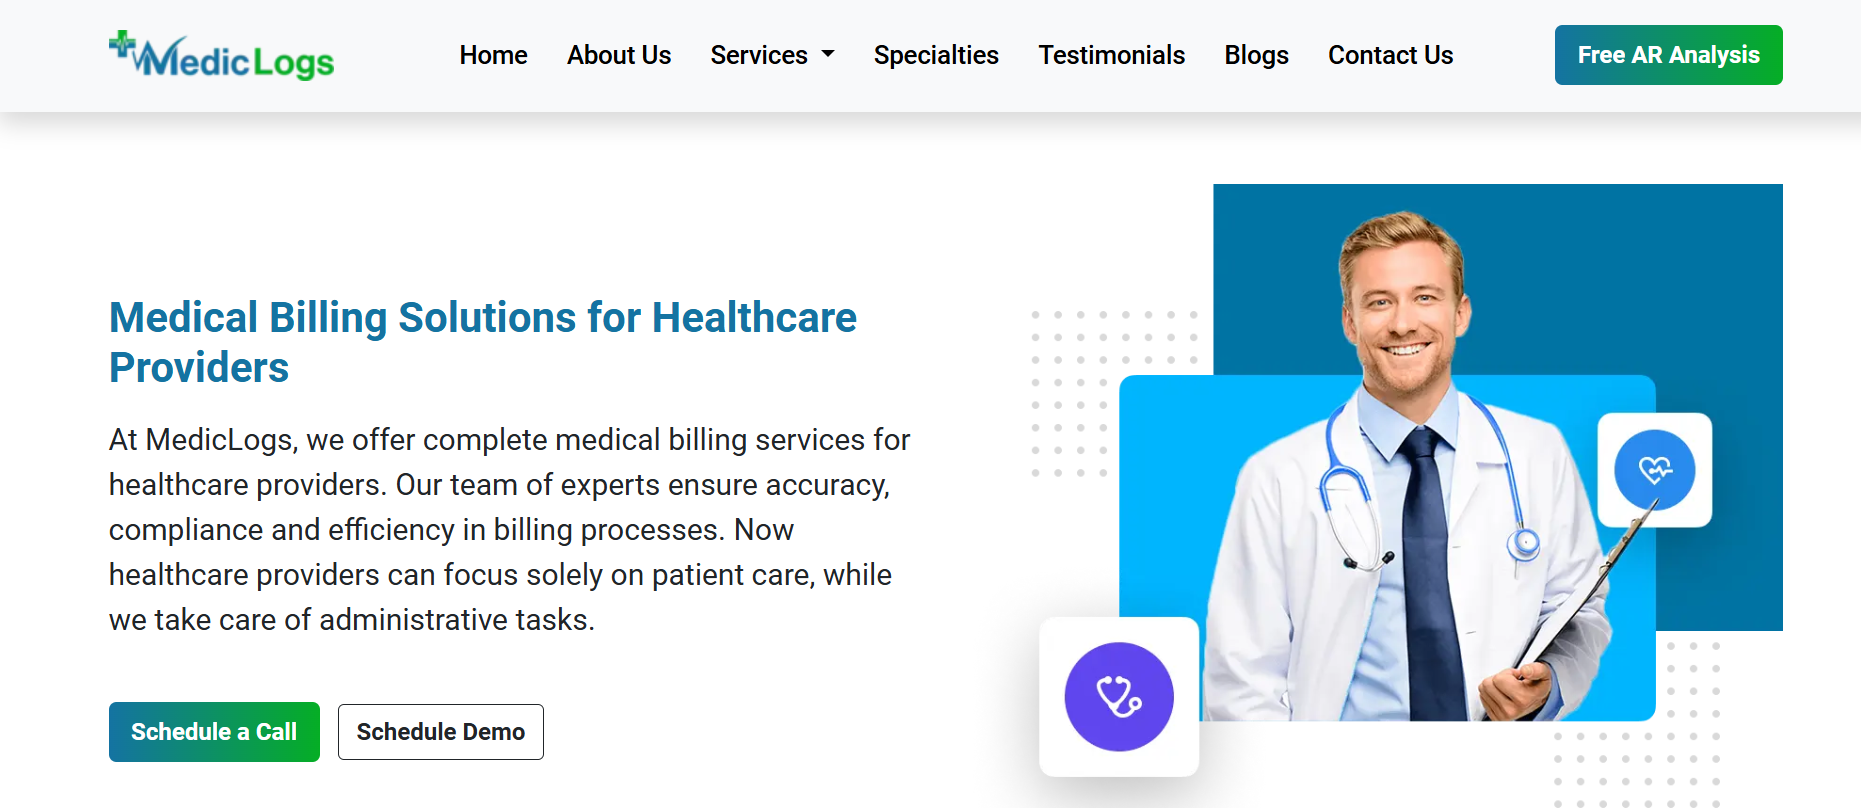 MedicLogs
Home
About Us
Services
Specialties
Testimonials
Blogs
Contact Us
Free AR Analysis
Medical Billing Solutions for Healthcare
Providers
At MedicLogs, we offer complete medical billing services for
healthcare providers. Our team of experts ensure accuracy,
compliance and efficiency in billing processes. Now
healthcare providers can focus solely on patient care, while
we take care of administrative tasks.
Schedule a Call
Schedule Demo